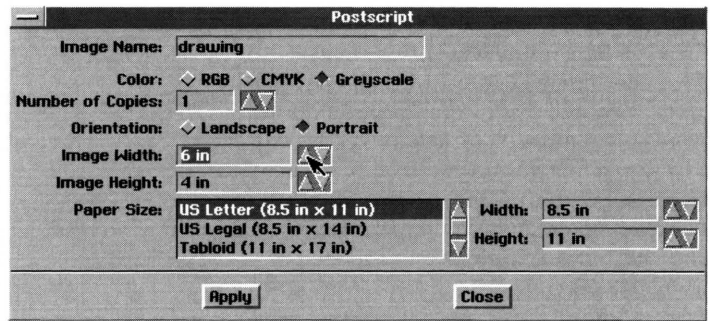 Postscript
Image Name: drawing
Color: RGB CMYK Greyscale
Number of Copies: 1
Orientation: Landscape Portrait
Image Width: 6 in
Image Height: 4 in
Paper Size: US Letter (8.5 in x 11 in) Width: 8.5 in
US Legal (8.5 in x 14 in)
Height: 11 in
Tabloid (11 in x 17 in)
Apply Close